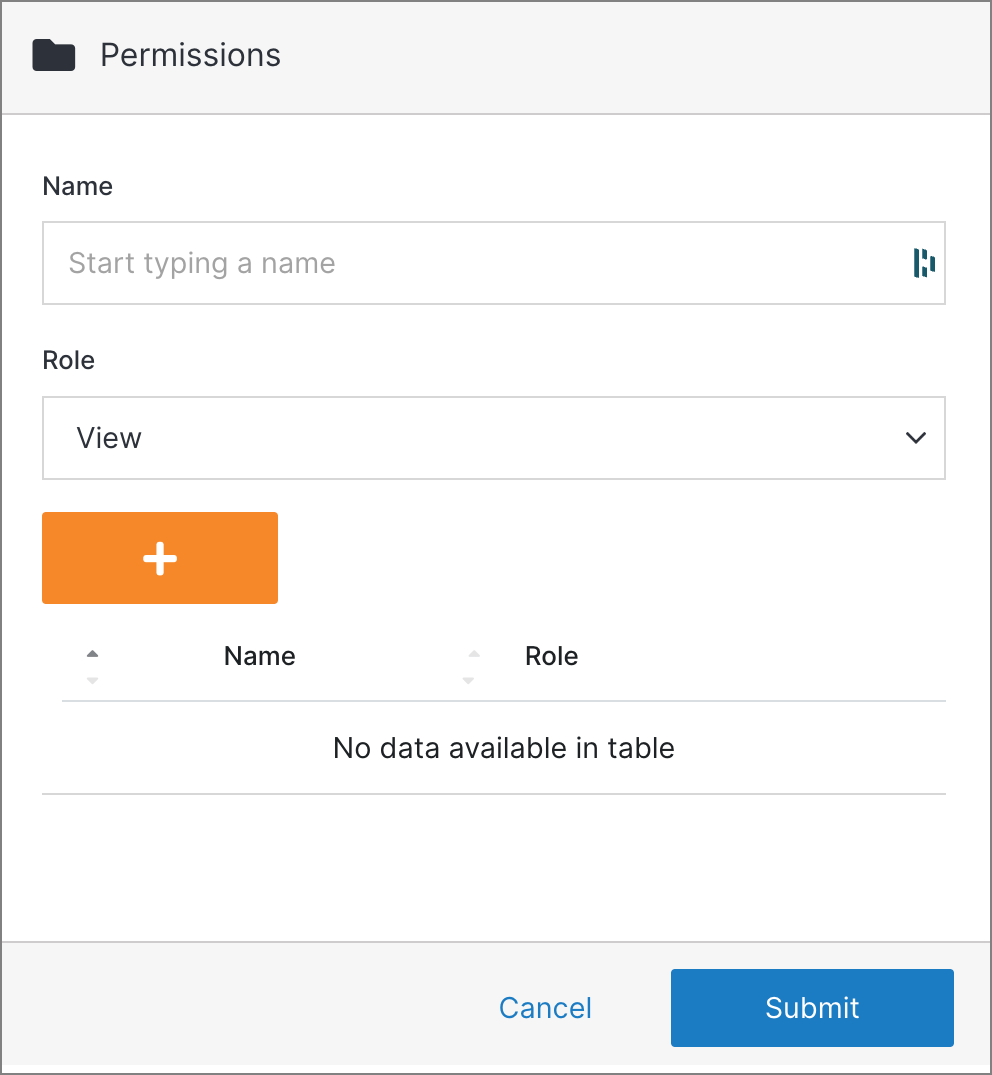 Permissions
Name
Start typing a name
Role
View
Name Role
No data available in table
Cancel Submit